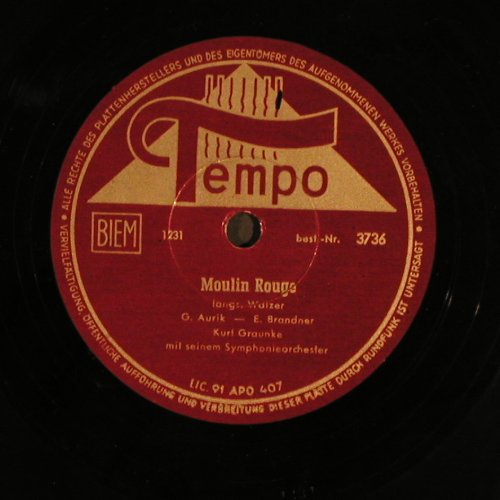 • ALLE RECHTE DES PLATTENHERSTELLERS UND DES EIGENTÜMERS DES AUFGENOMMENEN WERKES VORBEHALTEN •
Tempo
BIEM
1231
best.-Nr. 3736
Moulin Rouge
langs. Walzer
G. Aurik — E. Brandner
Kurt Graunke
mit seinem Symphonieorchester
LIC. 91 APO 407
VERVIELFÄLTIGUNG, ÖFFENTLICHE AUFFÜHRUNG UND VERBREITUNG DIESER PLATTE DURCH RUNDFUNK IST UNTERSAGT